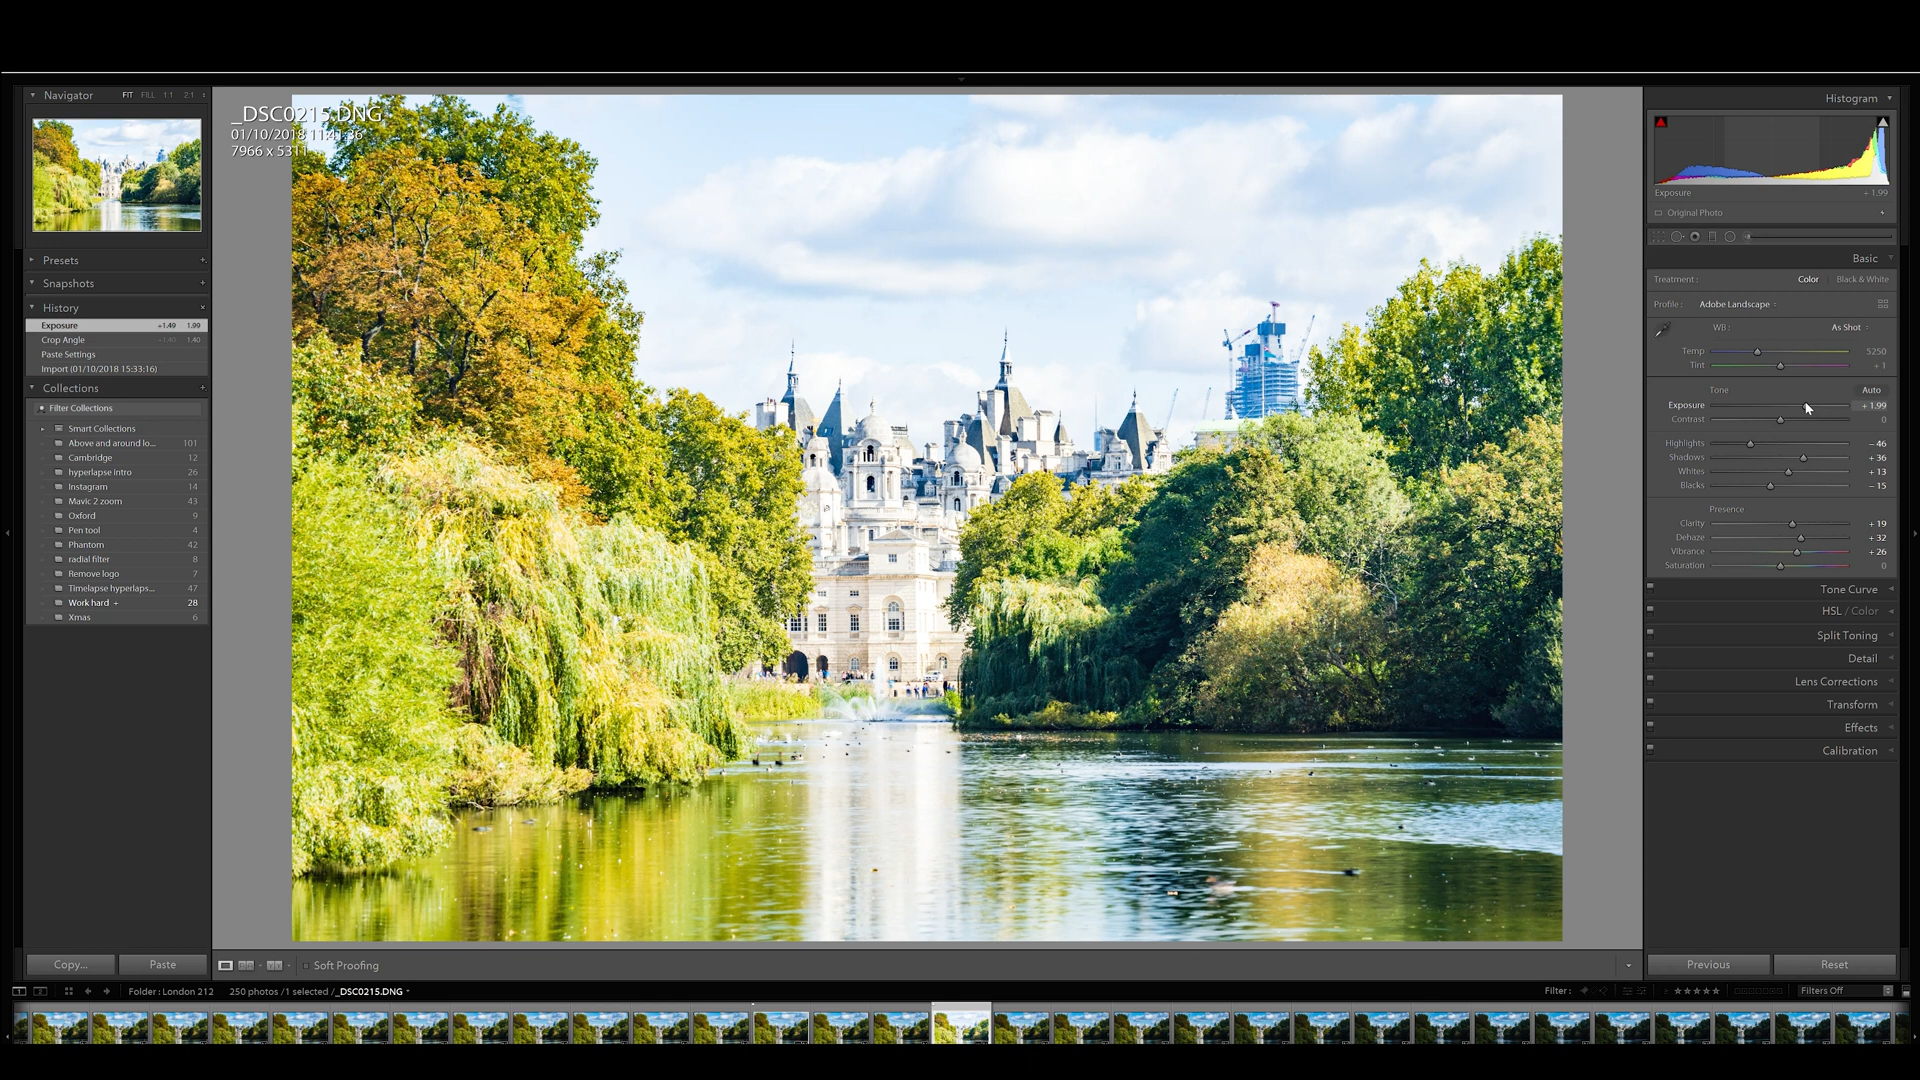 Navigator FIT FILL 1:1 2:1
Presets
Snapshots
History
Exposure +1.49 1.99
Crop Angle +1.40 1.40
Paste Settings
Import (01/10/2018 15:33:16)
Collections
Filter Collections
Smart Collections
Above and around lo... 101
Cambridge 12
hyperlapse intro 26
Instagram 14
Mavic 2 zoom 43
Oxford 9
Pen tool 4
Phantom 42
radial filter 8
Remove logo 7
Timelapse hyperlaps... 47
Work hard + 28
Xmas 6
Copy... Paste
_DSC0215.DNG
01/10/2018 11:41:36
7966 x 5311
Soft Proofing
Histogram
Exposure +1.99
Original Photo
Basic
Treatment : Color Black & White
Profile : Adobe Landscape
WB : As Shot
Temp 5250
Tint +1
Tone Auto
Exposure +1.99
Contrast 0
Highlights -46
Shadows +36
Whites +13
Blacks -15
Presence
Clarity +19
Dehaze +32
Vibrance +26
Saturation 0
Tone Curve
HSL / Color
Split Toning
Detail
Lens Corrections
Transform
Effects
Calibration
Previous Reset
1 2 Folder : London 212 250 photos /1 selected /_DSC0215.DNG Filter : Filters Off